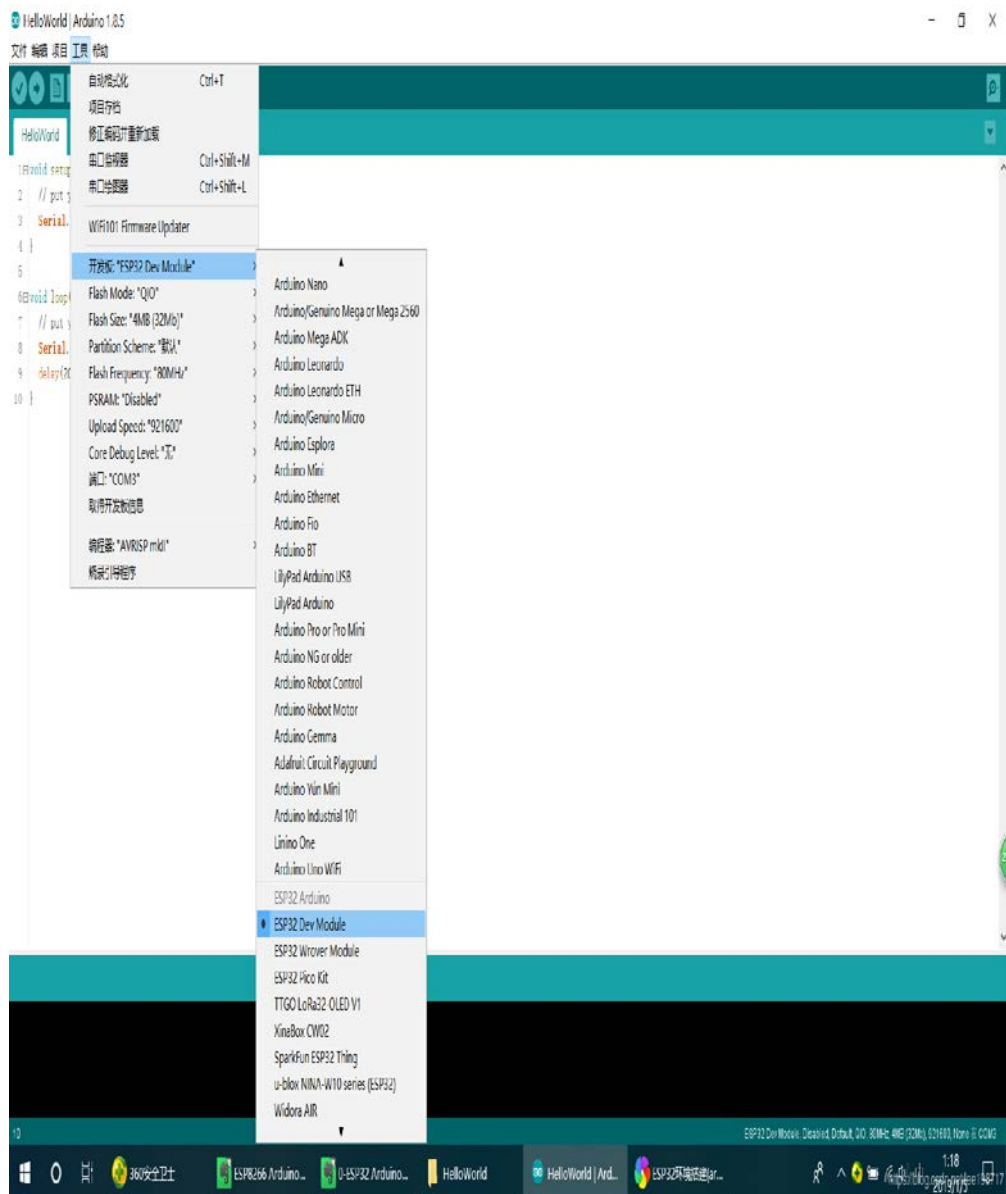 HelloWorld | Arduino 1.8.5
文件 编辑 项目 工具 帮助
自动格式化 Ctrl+T
项目存档
修正编码并重新加载
串口监视器 Ctrl+Shift+M
串口绘图器 Ctrl+Shift+L
WiFi101 Firmware Updater
开发板: "ESP32 Dev Module"
Flash Mode: "QIO"
Flash Size: "4MB (32Mb)"
Partition Scheme: "默认"
Flash Frequency: "80MHz"
PSRAM: "Disabled"
Upload Speed: "921600"
Core Debug Level: "无"
端口: "COM3"
取得开发板信息
编程器: "AVRISP mkII"
烧录引导程序
HelloWorld
1 void setup
2 // put y
3 Serial.
4 }
5
6 void loop(
7 // put y
8 Serial.
9 delay(20
10 }
Arduino Nano
Arduino/Genuino Mega or Mega 2560
Arduino Mega ADK
Arduino Leonardo
Arduino Leonardo ETH
Arduino/Genuino Micro
Arduino Esplora
Arduino Mini
Arduino Ethernet
Arduino Fio
Arduino BT
LilyPad Arduino USB
LilyPad Arduino
Arduino Pro or Pro Mini
Arduino NG or older
Arduino Robot Control
Arduino Robot Motor
Arduino Gemma
Adafruit Circuit Playground
Arduino Yún Mini
Arduino Industrial 101
Linino One
Arduino Uno WiFi
ESP32 Arduino
ESP32 Dev Module
ESP32 Wrover Module
ESP32 Pico Kit
TTGO LoRa32-OLED V1
XinaBox CW02
SparkFun ESP32 Thing
u-blox NINA-W10 series (ESP32)
Widora AIR
10
ESP32 Dev Module, Disabled, Default, QIO, 80MHz, 4MB (32Mb), 921600, None 在 COM3
360安全卫士
ESP8266 Arduino...
0-ESP32 Arduino...
HelloWorld
HelloWorld | Ard...
ESP32环境搭建(ar...
1:18
2019/1/5